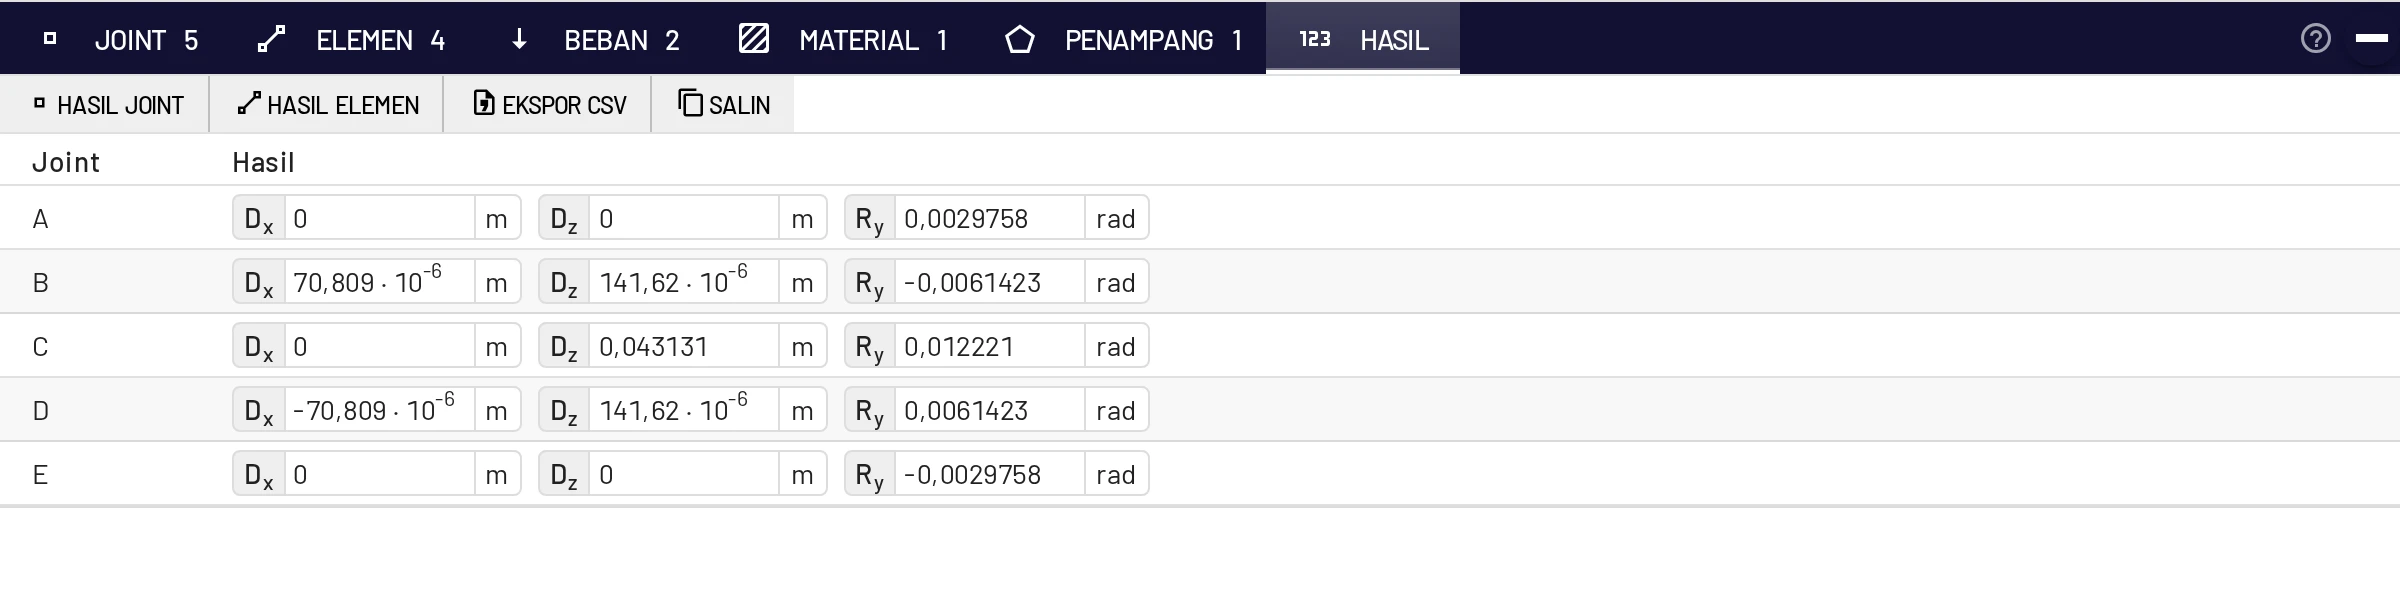 JOINT 5 ELEMEN 4 BEBAN 2 MATERIAL 1 PENAMPANG 1 123 HASIL ?
HASIL JOINT HASIL ELEMEN EKSPOR CSV SALIN
Joint Hasil
A Dx 0 m Dz 0 m Ry 0,0029758 rad
B Dx 70,809 · 10⁻⁶ m Dz 141,62 · 10⁻⁶ m Ry -0,0061423 rad
C Dx 0 m Dz 0,043131 m Ry 0,012221 rad
D Dx -70,809 · 10⁻⁶ m Dz 141,62 · 10⁻⁶ m Ry 0,0061423 rad
E Dx 0 m Dz 0 m Ry -0,0029758 rad